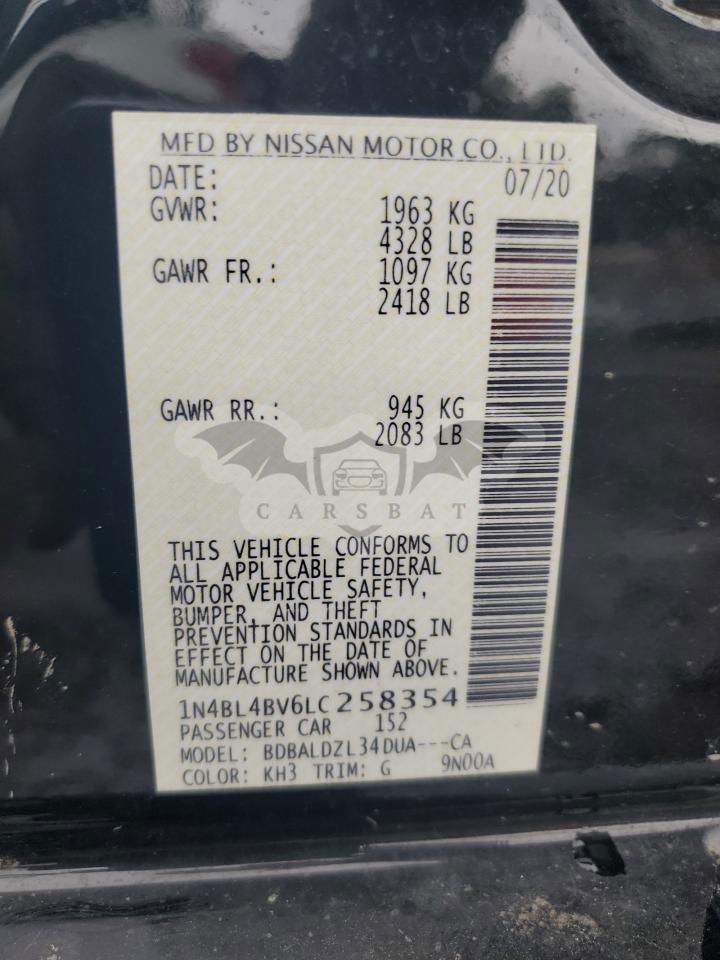 MFD BY NISSAN MOTOR CO., LTD.
DATE: 07/20
GVWR: 1963 KG
4328 LB
GAWR FR.: 1097 KG
2418 LB
GAWR RR.: 945 KG
2083 LB
CARSBAT
THIS VEHICLE CONFORMS TO
ALL APPLICABLE FEDERAL
MOTOR VEHICLE SAFETY,
BUMPER, AND THEFT
PREVENTION STANDARDS IN
EFFECT ON THE DATE OF
MANUFACTURE SHOWN ABOVE.
1N4BL4BV6LC258354
PASSENGER CAR 152
MODEL: BDBALDZL34DUA---CA
COLOR: KH3 TRIM: G 9N00A